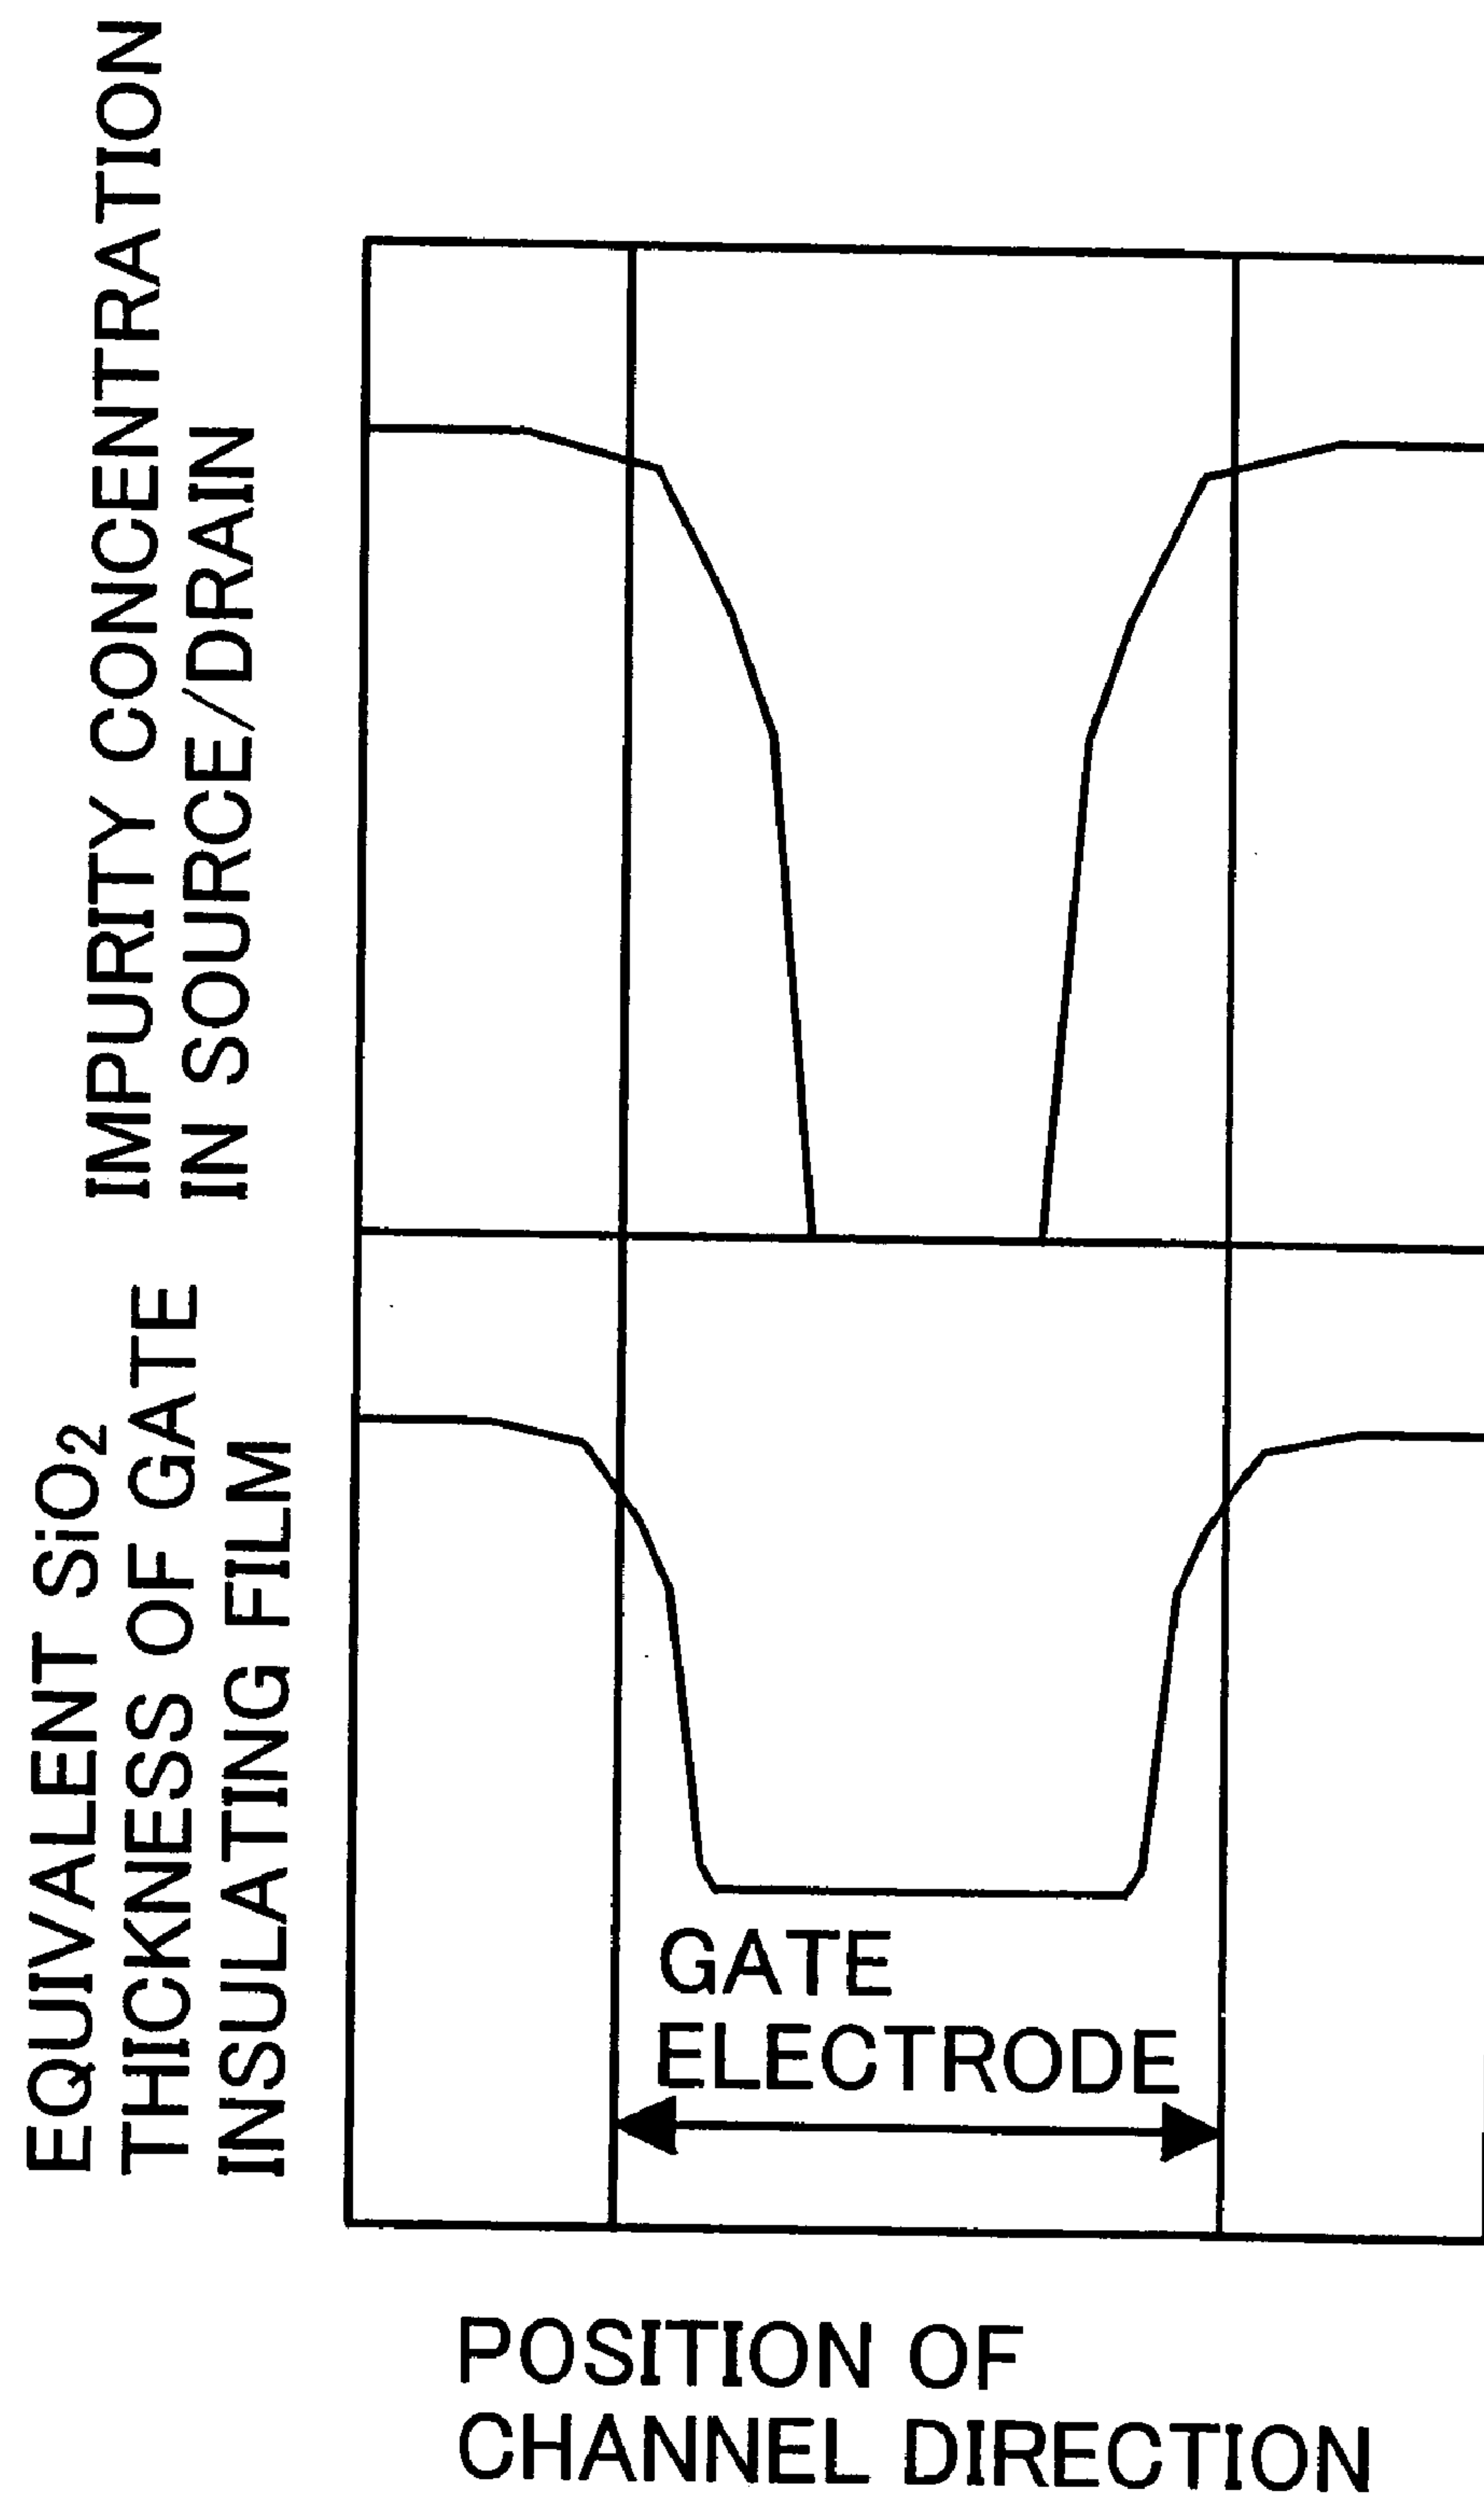 IMPURITY CONCENTRATION
IN SOURCE/DRAIN
EQUIVALENT SiO2
THICKNESS OF GATE
INSULATING FILM
GATE
ELECTRODE
POSITION OF
CHANNEL DIRECTION